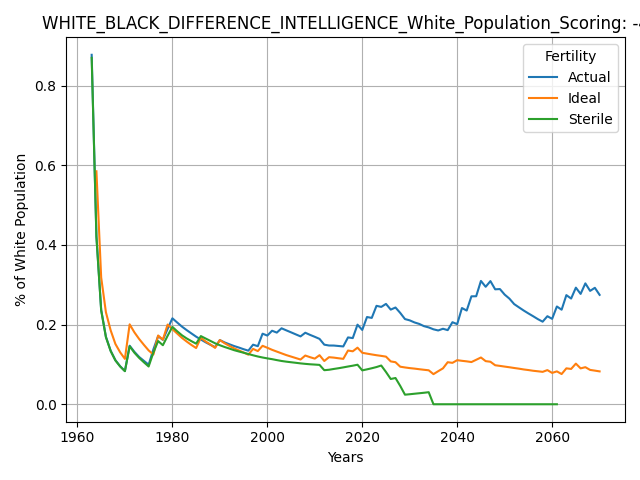 WHITE_BLACK_DIFFERENCE_INTELLIGENCE_White_Population_Scoring: -
Fertility
Actual
Ideal
Sterile
% of White Population
0.8
0.6
0.4
0.2
0.0
1960 1980 2000 2020 2040 2060
Years